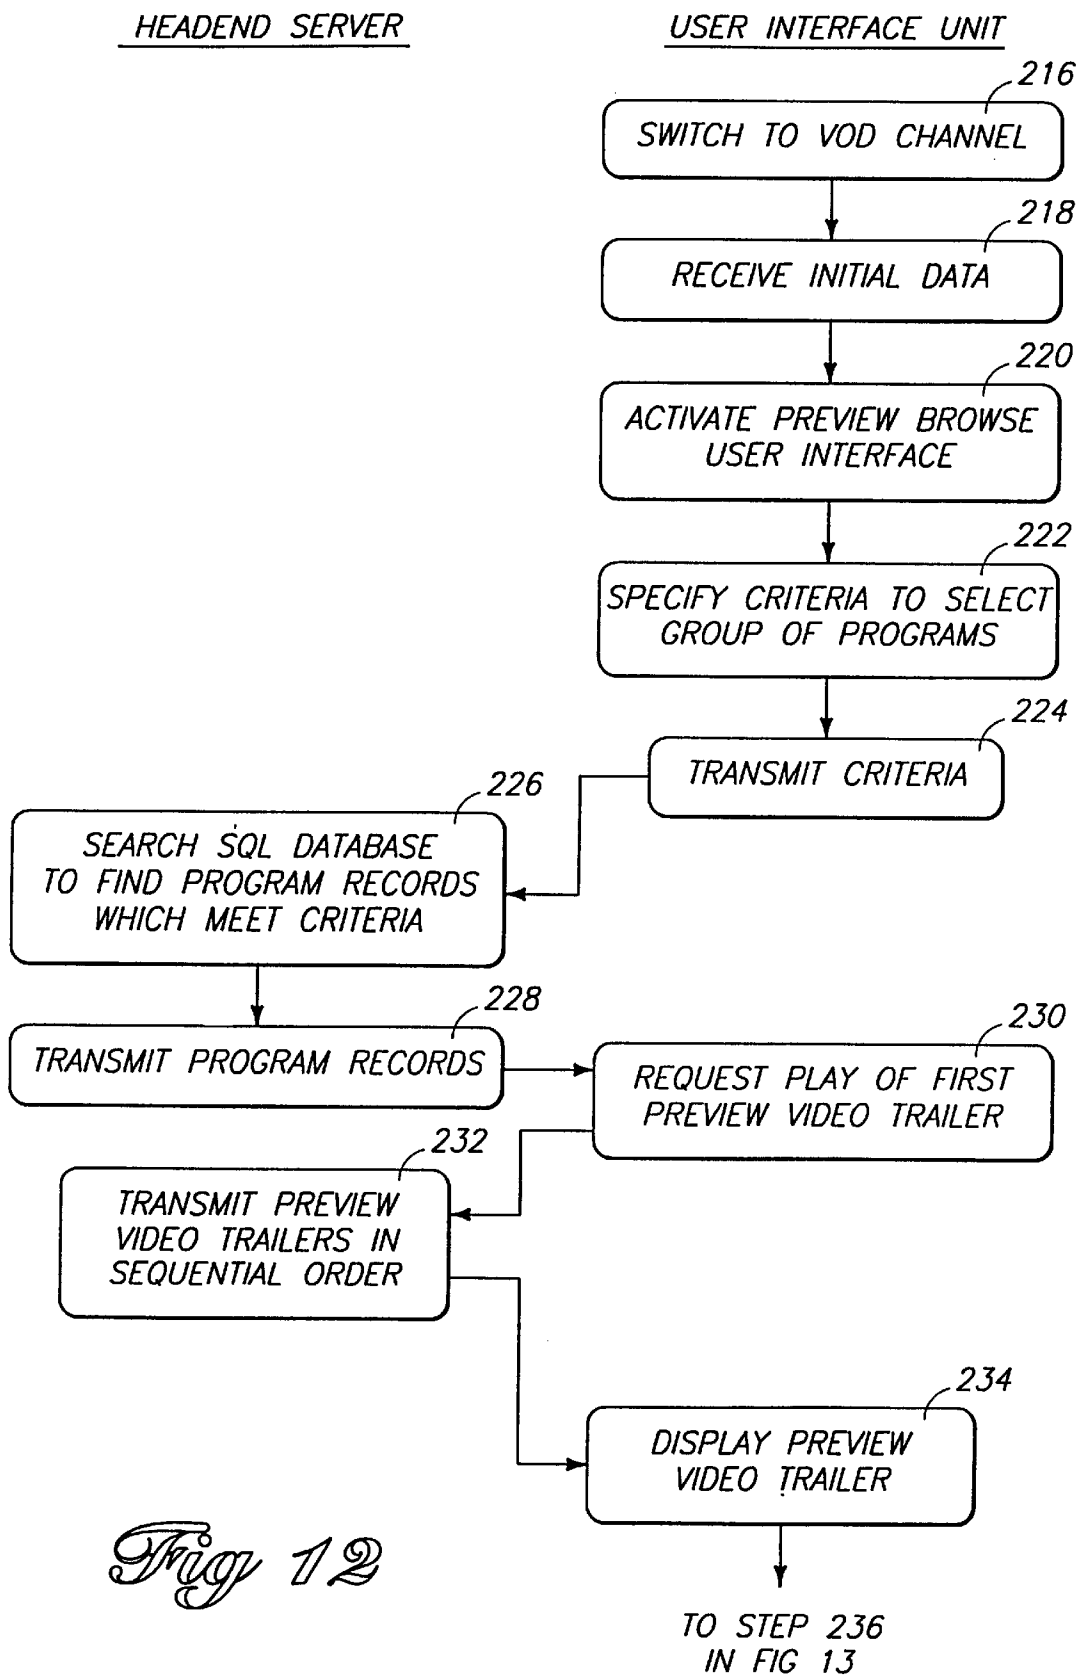 HEADEND SERVER
USER INTERFACE UNIT
216
SWITCH TO VOD CHANNEL
218
RECEIVE INITIAL DATA
220
ACTIVATE PREVIEW BROWSE
USER INTERFACE
222
SPECIFY CRITERIA TO SELECT
GROUP OF PROGRAMS
224
TRANSMIT CRITERIA
226
SEARCH SQL DATABASE
TO FIND PROGRAM RECORDS
WHICH MEET CRITERIA
228
TRANSMIT PROGRAM RECORDS
230
REQUEST PLAY OF FIRST
PREVIEW VIDEO TRAILER
232
TRANSMIT PREVIEW
VIDEO TRAILERS IN
SEQUENTIAL ORDER
234
DISPLAY PREVIEW
VIDEO TRAILER
TO STEP 236
IN FIG 13
Fig 12